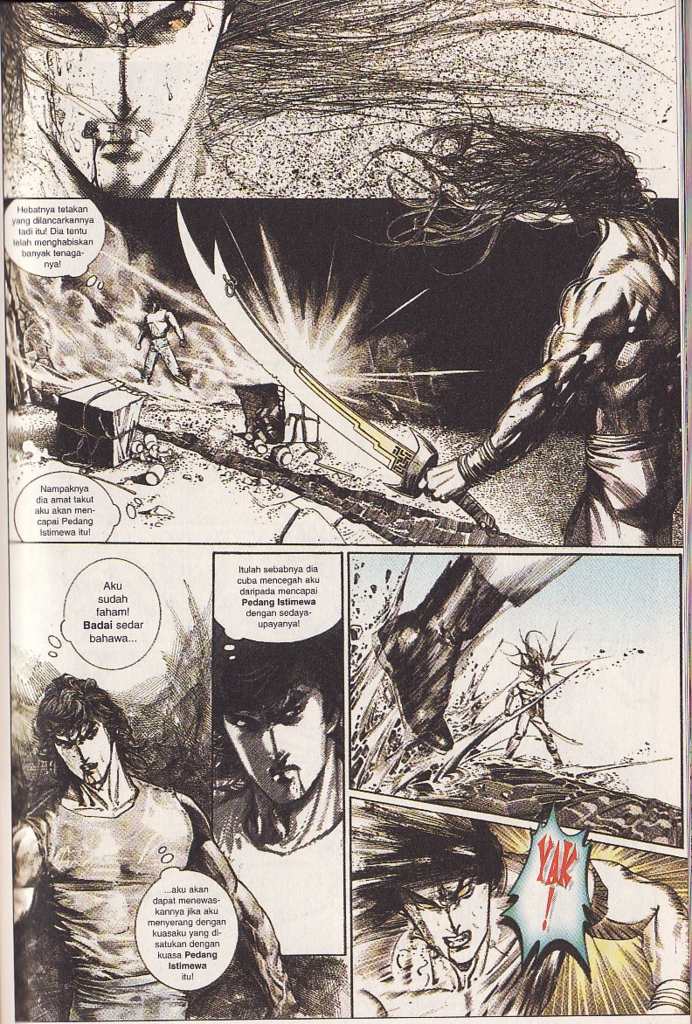 Hebatnya tetakan
yang dilancarkannya
tadi itu! Dia tentu
telah menghabiskan
banyak tenaga-
nya!
Nampaknya
dia amat takut
aku akan men-
capai Pedang
Istimewa itu!
Aku
sudah
faham!
Badai sedar
bahawa...
...aku akan
dapat menewas-
kannya jika aku
menyerang dengan
kuasaku yang di-
satukan dengan
kuasa Pedang
Istimewa
itu!
Itulah sebabnya dia
cuba mencegah aku
daripada mencapai
Pedang Istimewa
dengan sedaya-
upayanya!
YAK
!